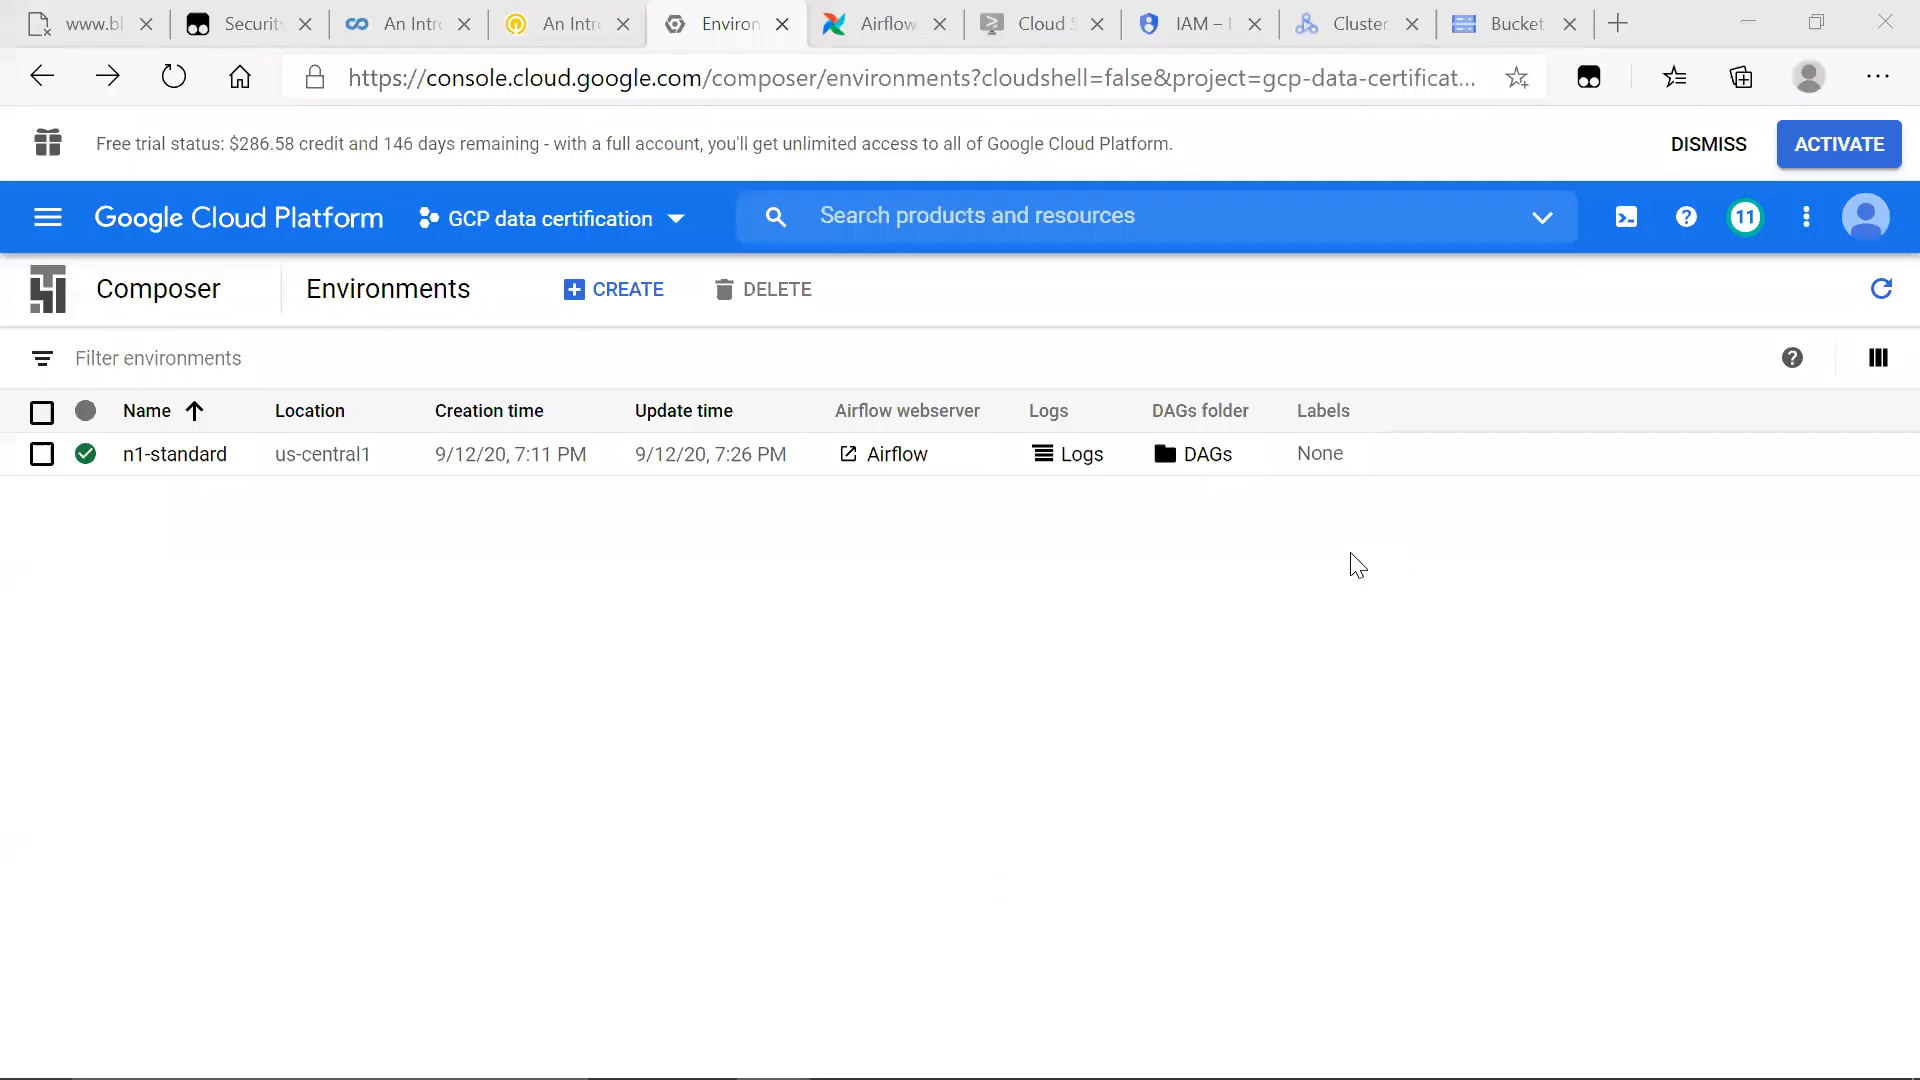 www.bl Securit An Intro An Intro Environ Airflow Cloud S IAM – Cluster Bucket
https://console.cloud.google.com/composer/environments?cloudshell=false&project=gcp-data-certificat...
Free trial status: $286.58 credit and 146 days remaining - with a full account, you'll get unlimited access to all of Google Cloud Platform. DISMISS ACTIVATE
Google Cloud Platform GCP data certification Search products and resources 11
Composer Environments CREATE DELETE
Filter environments
Name Location Creation time Update time Airflow webserver Logs DAGs folder Labels
n1-standard us-central1 9/12/20, 7:11 PM 9/12/20, 7:26 PM Airflow Logs DAGs None